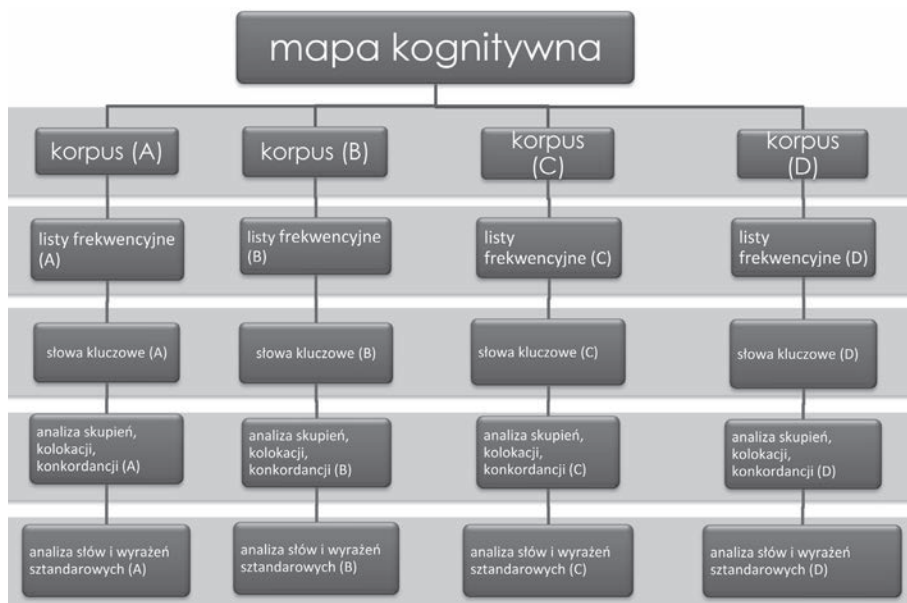 mapa kognitywna
korpus (A)
korpus (B)
korpus
(C)
korpus
(D)
listy frekwencyjne
(A)
listy frekwencyjne
(B)
listy
frekwencyjne (C)
listy
frekwencyjne (D)
słowa kluczowe (A)
słowa kluczowe (B)
słowa kluczowe (C)
słowa kluczowe (D)
analiza skupień,
kolokacji,
konkordancji (A)
analiza skupień,
kolokacji,
konkordancji (B)
analiza skupień,
kolokacji,
konkordancji (C)
analiza skupień,
kolokacji,
konkordancji (D)
analiza słów i wyrażeń
sztandarowych (A)
analiza słów i wyrażeń
sztandarowych (B)
analiza słów i wyrażeń
sztandarowych (C)
analiza słów i wyrażeń
sztandarowych (D)